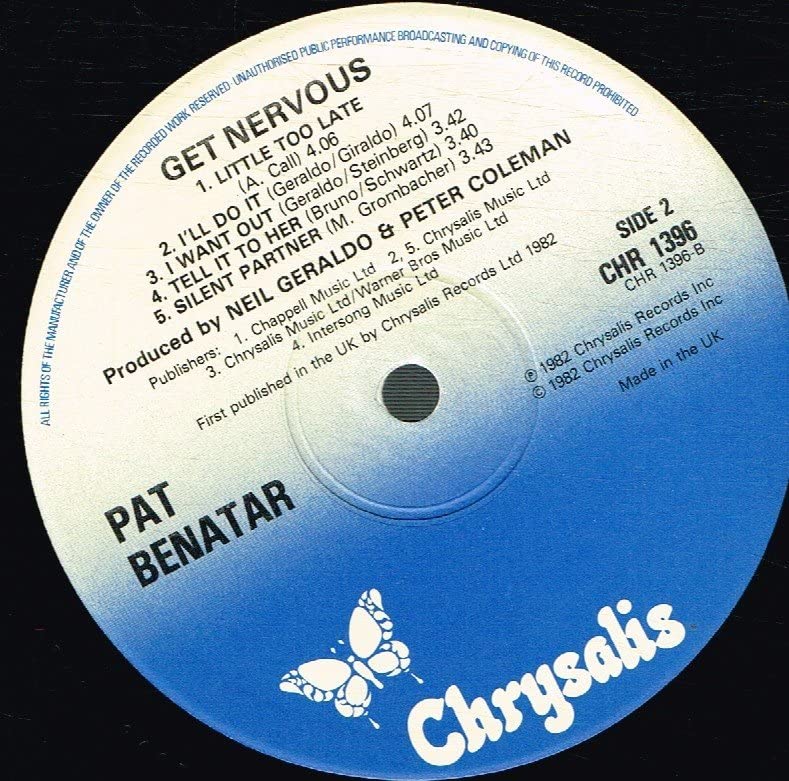 ALL RIGHTS OF THE MANUFACTURER AND OF THE OWNER OF THE RECORDED WORK RESERVED · UNAUTHORISED PUBLIC PERFORMANCE BROADCASTING AND COPYING OF THIS RECORD PROHIBITED
GET NERVOUS
1. LITTLE TOO LATE
(A. Call) 4.06
2. I'LL DO IT (Geraldo/Giraldo) 4.07
3. I WANT OUT (Geraldo/Steinberg) 3.42
4. TELL IT TO HER (Bruno/Schwartz) 3.40
5. SILENT PARTNER (M. Grombacher) 3.43
Produced by NEIL GERALDO & PETER COLEMAN
Publishers: 1. Chappell Music Ltd 2, 5. Chrysalis Music Ltd
3. Chrysalis Music Ltd/Warner Bros Music Ltd
4. Intersong Music Ltd
First published in the UK by Chrysalis Records Ltd 1982
SIDE 2
CHR 1396
CHR 1396-B
℗ 1982 Chrysalis Records Inc
© 1982 Chrysalis Records Inc
Made in the UK
PAT
BENATAR
Chrysalis